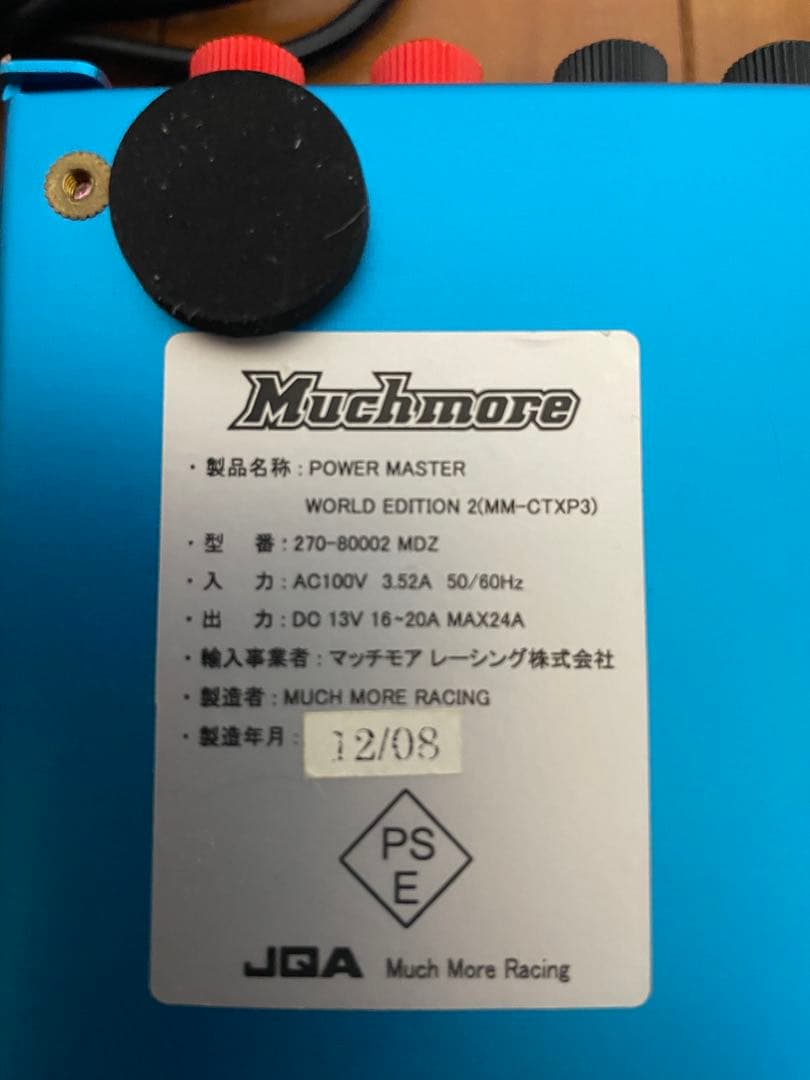 Muchmore
・製品名称 : POWER MASTER
WORLD EDITION 2(MM-CTXP3)
・型　番 : 270-80002 MDZ
・入　力 : AC100V 3.52A 50/60Hz
・出　力 : DC 13V 16~20A MAX24A
・輸入事業者 : マッチモア レーシング株式会社
・製造者 : MUCH MORE RACING
・製造年月 : 12/08
PS
E
JQA Much More Racing